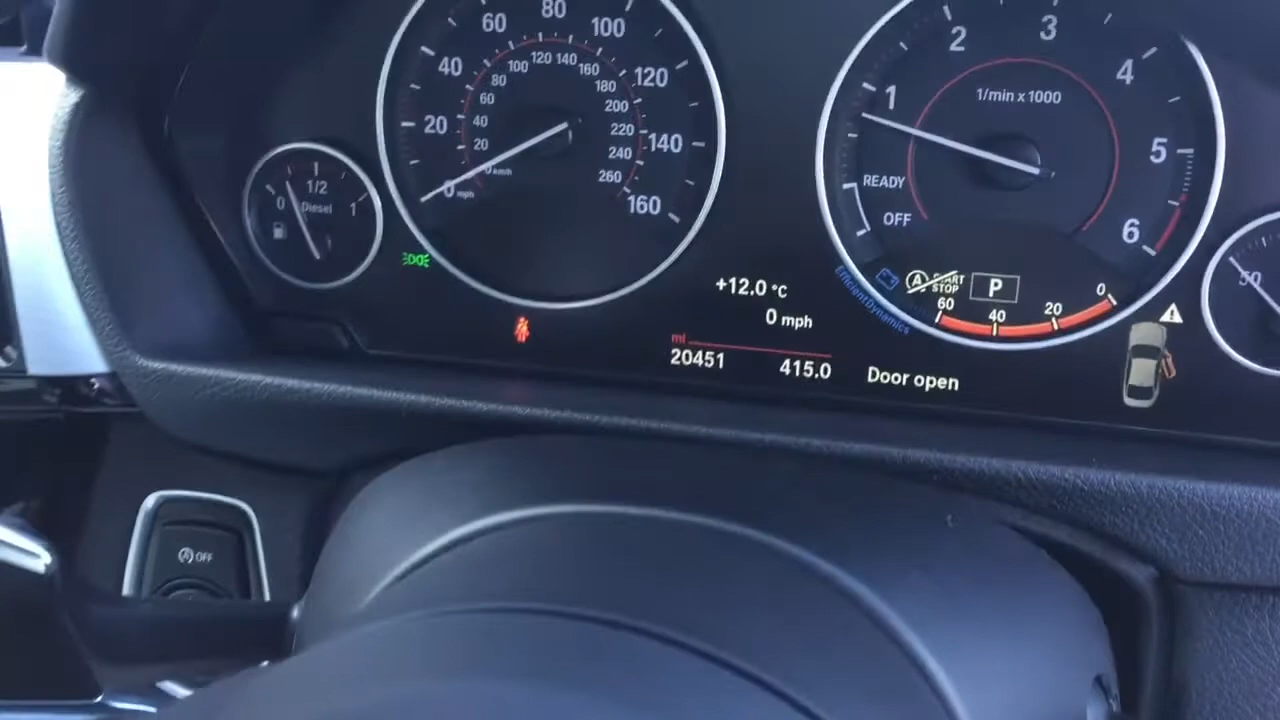 0
1/2
1
Diesel
0
20
40
60
80
100
120
140
160
mph
0
20
40
60
80
100
120
140
160
180
200
220
240
260
km/h
1
2
3
4
5
6
1/min x 1000
READY
OFF
EfficientDynamics
A START
STOP
P
60
40
20
0
50
+12.0 °C
0 mph
mi
20451 415.0
Door open
A OFF